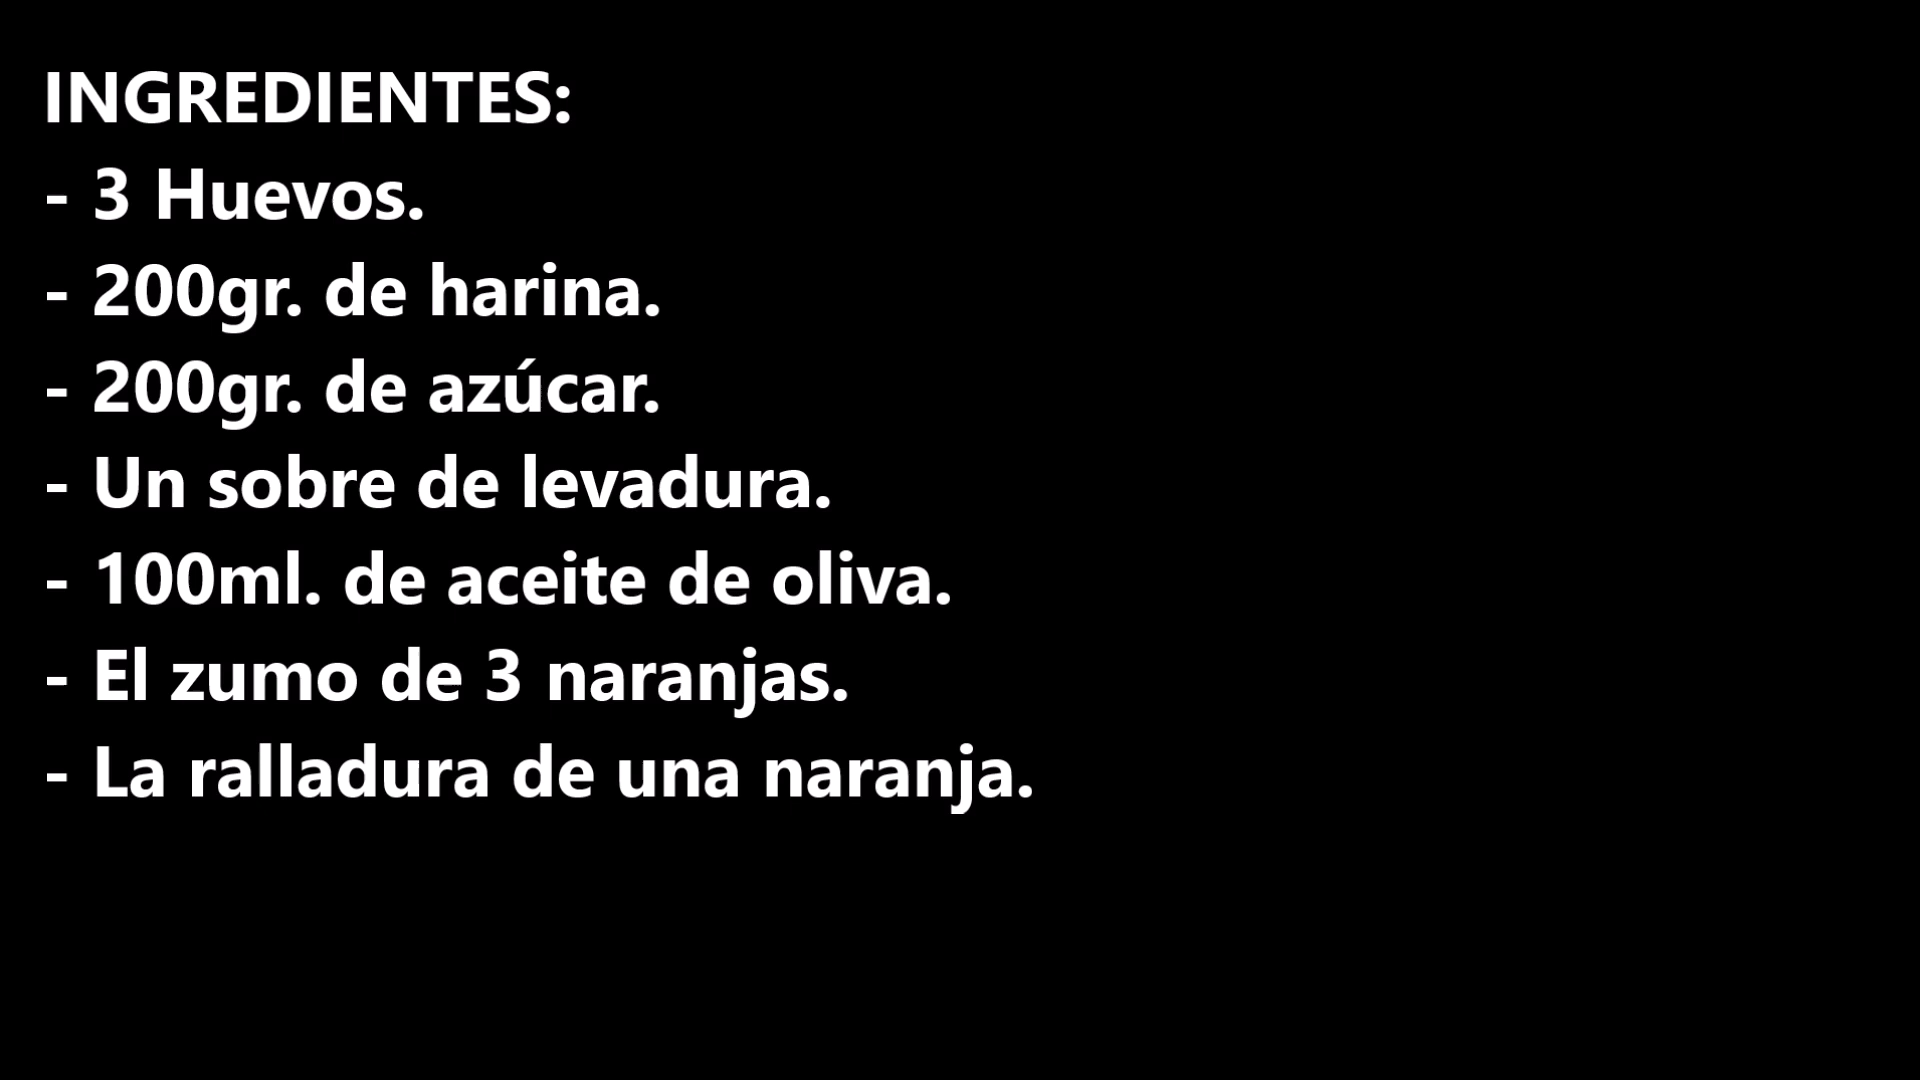 INGREDIENTES:
- 3 Huevos.
- 200gr. de harina.
- 200gr. de azúcar.
- Un sobre de levadura.
- 100ml. de aceite de oliva.
- El zumo de 3 naranjas.
- La ralladura de una naranja.